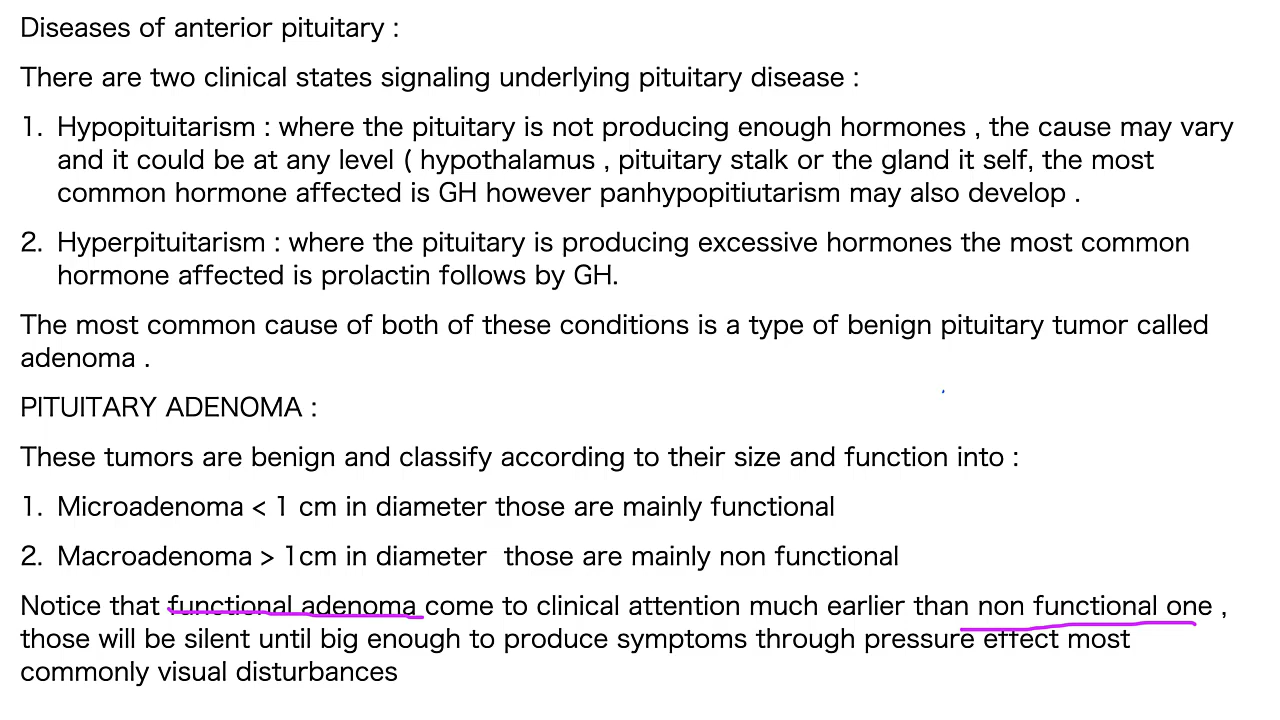 Diseases of anterior pituitary :
There are two clinical states signaling underlying pituitary disease :
1. Hypopituitarism : where the pituitary is not producing enough hormones , the cause may vary
and it could be at any level ( hypothalamus , pituitary stalk or the gland it self, the most
common hormone affected is GH however panhypopitiutarism may also develop .
2. Hyperpituitarism : where the pituitary is producing excessive hormones the most common
hormone affected is prolactin follows by GH.
The most common cause of both of these conditions is a type of benign pituitary tumor called
adenoma .
PITUITARY ADENOMA :
These tumors are benign and classify according to their size and function into :
1. Microadenoma < 1 cm in diameter those are mainly functional
2. Macroadenoma > 1cm in diameter those are mainly non functional
Notice that functional adenoma come to clinical attention much earlier than non functional one ,
those will be silent until big enough to produce symptoms through pressure effect most
commonly visual disturbances